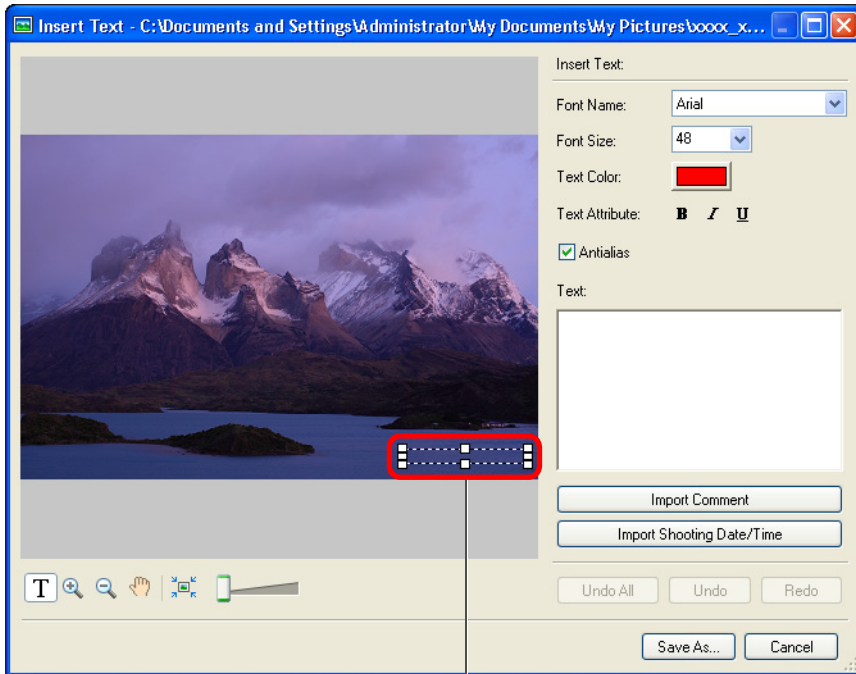 Insert Text - C:\Documents and Settings\Administrator\My Documents\My Pictures\xxxx_x...
Insert Text:
Font Name: Arial
Font Size: 48
Text Color:
Text Attribute: B I U
Antialias
Text:
Import Comment
Import Shooting Date/Time
T
Undo All Undo Redo
Save As... Cancel